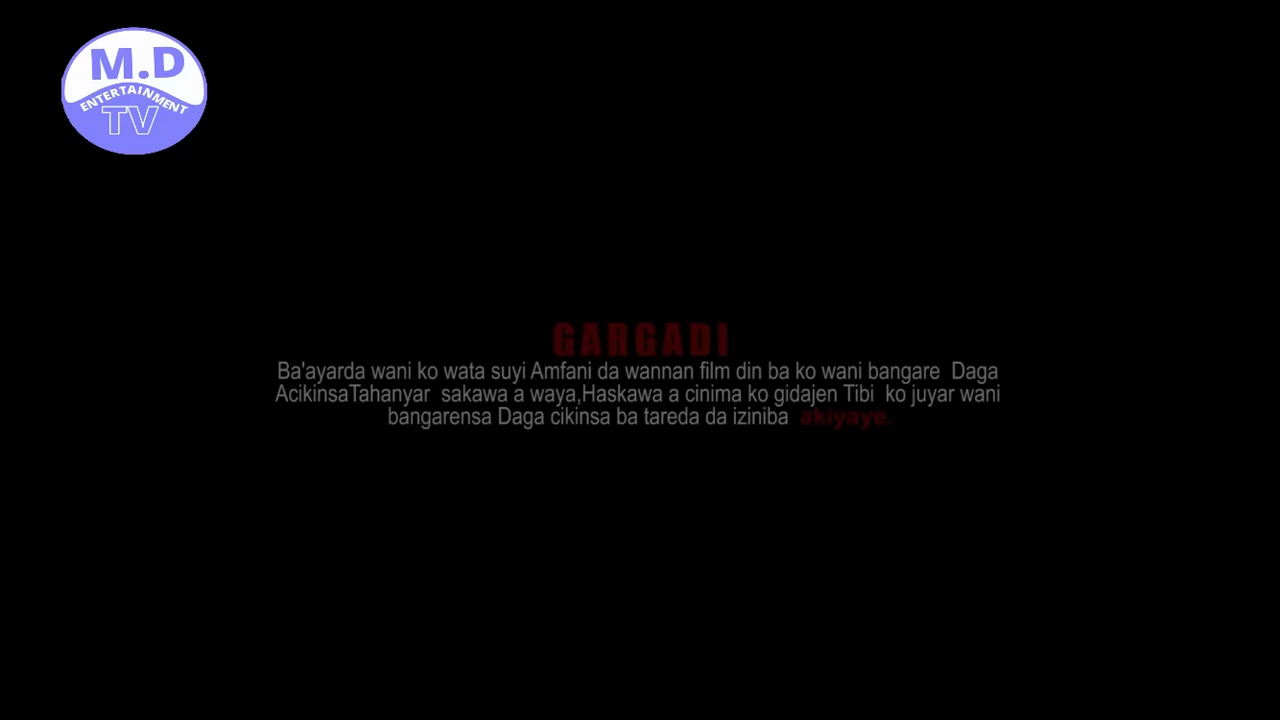 M.D
ENTERTAINMENT
TV
GARGADI
Ba'ayarda wani ko wata suyi Amfani da wannan film din ba ko wani bangare  Daga
AcikinsaTahanyar  sakawa a waya,Haskawa a cinima ko gidajen Tibi  ko juyar wani
bangarensa Daga cikinsa ba tareda da iziniba  akiyaye.